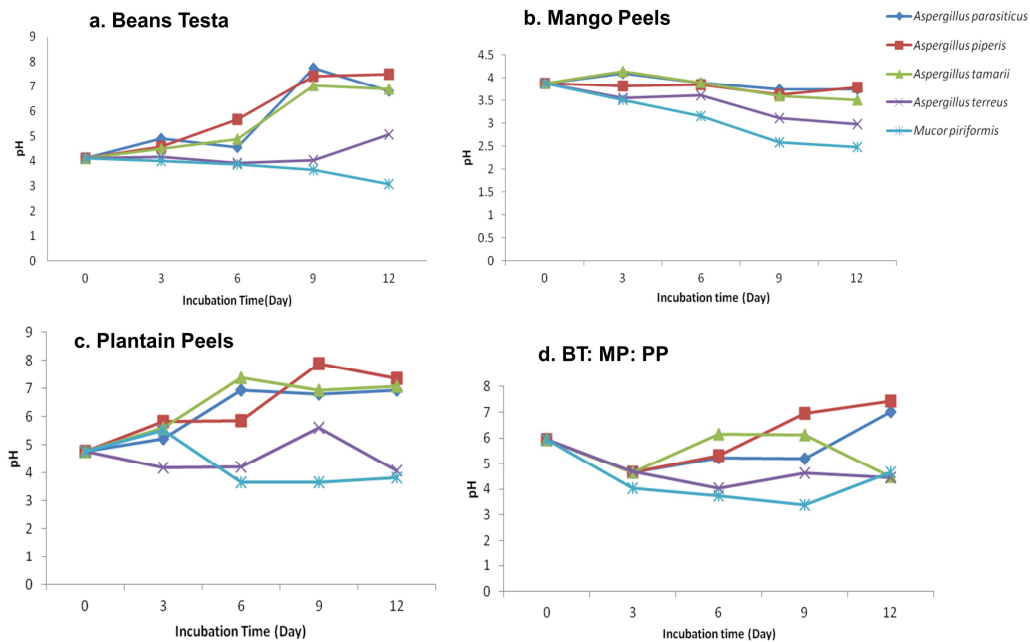 a. Beans Testa
pH
9
8
7
6
5
4
3
2
1
0
0 3 6 9 12
Incubation Time(Day)
b. Mango Peels
pH
4.5
4
3.5
3
2.5
2
1.5
1
0.5
0
0 3 6 9 12
Incubation time (Day)
Aspergillus parasiticus
Aspergillus piperis
Aspergillus tamarii
Aspergillus terreus
Mucor piriformis
c. Plantain Peels
pH
9
8
7
6
5
4
3
2
1
0
0 3 6 9 12
Incubation Time (Day)
d. BT: MP: PP
pH
8
7
6
5
4
3
2
1
0
0 3 6 9 12
Incubation time (Day)